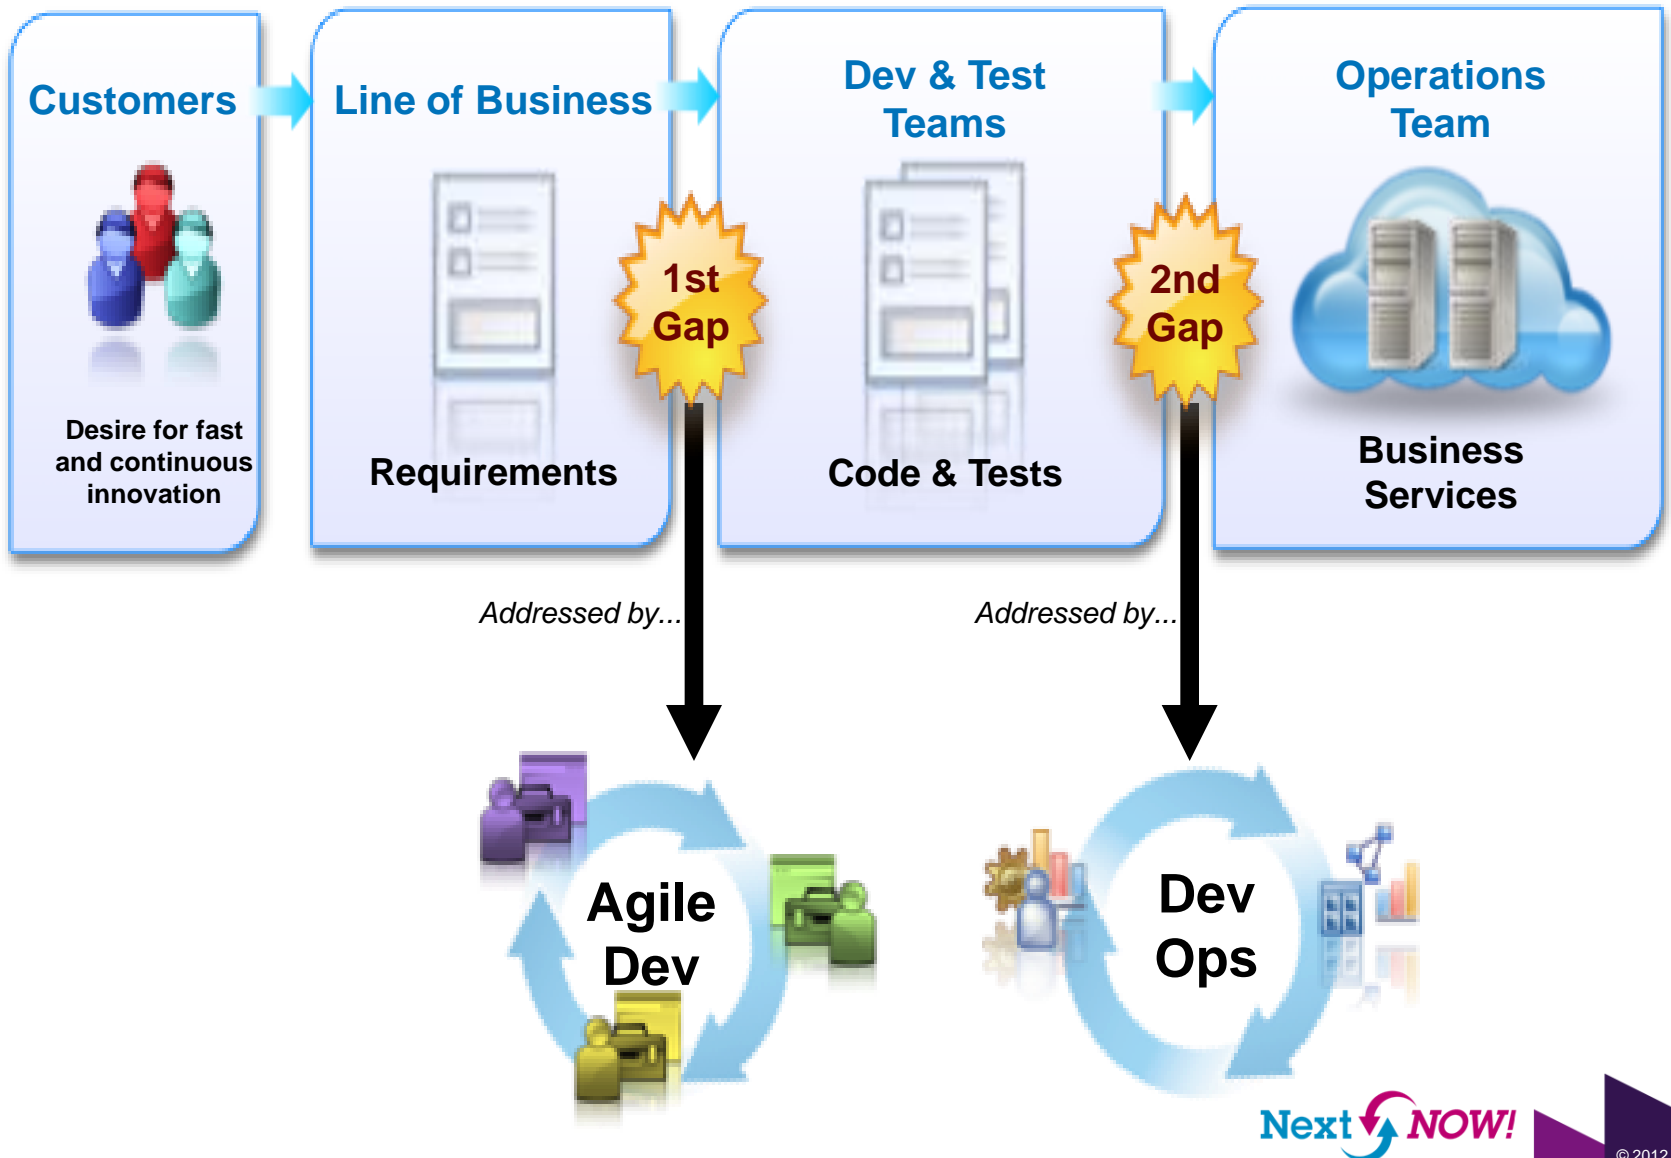 Customers
Desire for fast
and continuous
innovation
Line of Business
Requirements
1st
Gap
Dev & Test
Teams
Code & Tests
2nd
Gap
Operations
Team
Business
Services
Addressed by...
Addressed by...
Agile
Dev
Dev
Ops
Next NOW!
© 2012